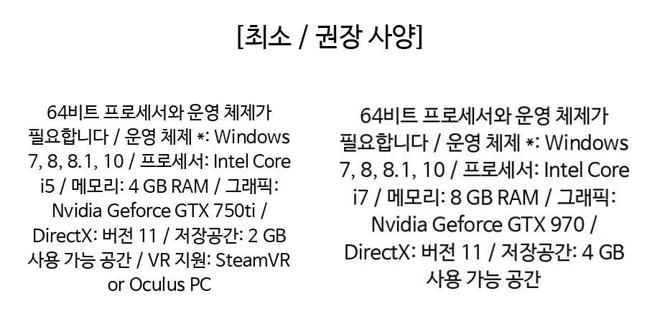 [최소 / 권장 사양]
64비트 프로세서와 운영 체제가
필요합니다 / 운영 체제 *: Windows
7, 8, 8.1, 10 / 프로세서: Intel Core
i5 / 메모리: 4 GB RAM / 그래픽:
Nvidia Geforce GTX 750ti /
DirectX: 버전 11 / 저장공간: 2 GB
사용 가능 공간 / VR 지원: SteamVR
or Oculus PC
64비트 프로세서와 운영 체제가
필요합니다 / 운영 체제 *: Windows
7, 8, 8.1, 10 / 프로세서: Intel Core
i7 / 메모리: 8 GB RAM / 그래픽:
Nvidia Geforce GTX 970 /
DirectX: 버전 11 / 저장공간: 4 GB
사용 가능 공간